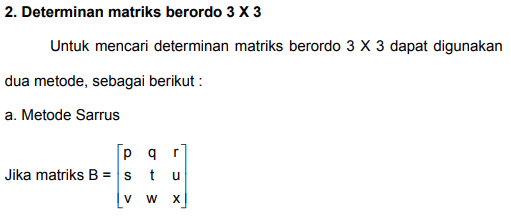 2. Determinan matriks berordo 3 X 3
Untuk mencari determinan matriks berordo 3 X 3 dapat digunakan
dua metode, sebagai berikut :
a. Metode Sarrus
p q r
Jika matriks B = s t u
v w x